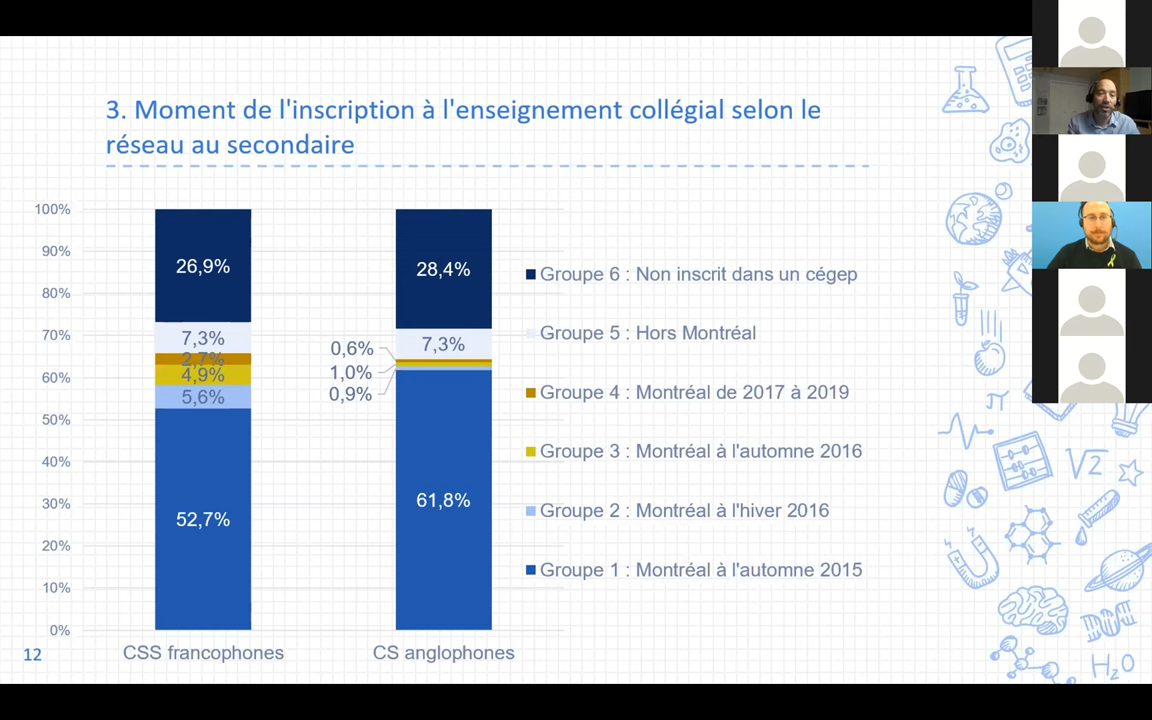 3. Moment de l'inscription à l'enseignement collégial selon le
réseau au secondaire
100%
90%
80%
70%
60%
50%
40%
30%
20%
10%
0%
26,9%
7,3%
2,7%
4,9%
5,6%
52,7%
28,4%
7,3%
0,6%
1,0%
0,9%
61,8%
CSS francophones
CS anglophones
Groupe 6 : Non inscrit dans un cégep
Groupe 5 : Hors Montréal
Groupe 4 : Montréal de 2017 à 2019
Groupe 3 : Montréal à l'automne 2016
Groupe 2 : Montréal à l'hiver 2016
Groupe 1 : Montréal à l'automne 2015
12
π
√2
H₂O